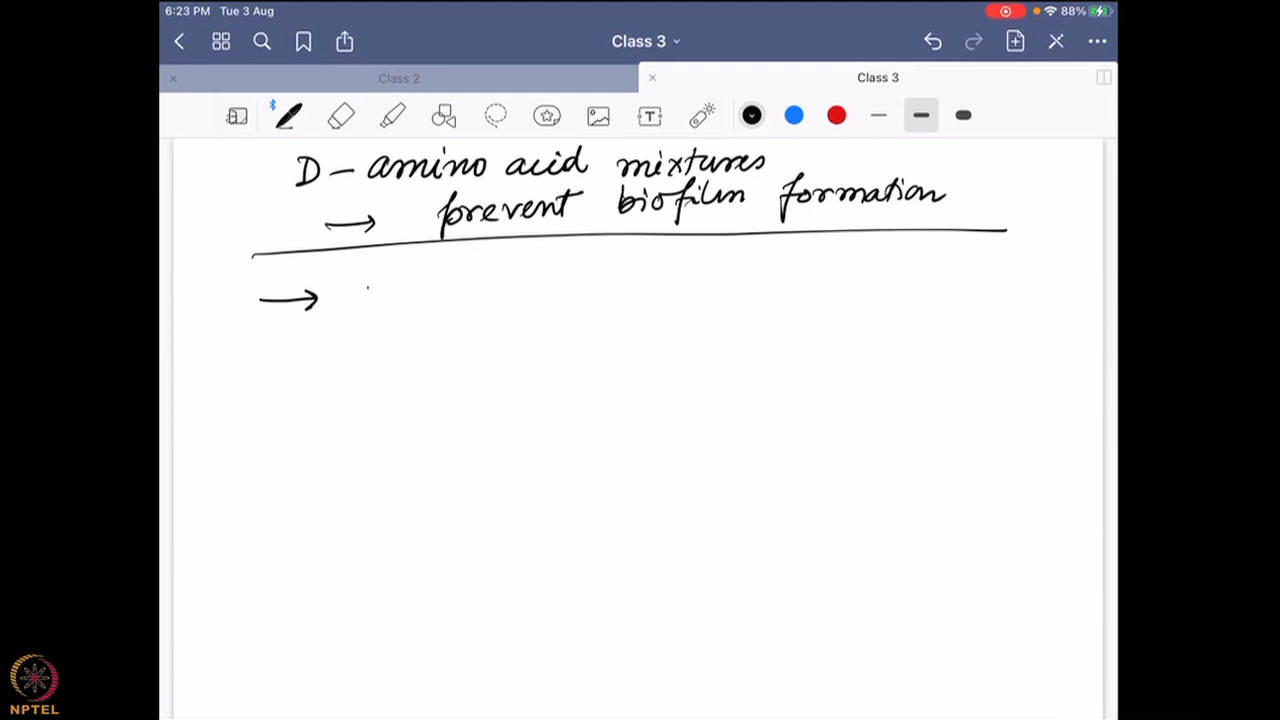 6:23 PM Tue 3 Aug
88%
Class 3
Class 2
Class 3
T
D - amino acid mixtures
→ prevent biofilm formation
→
NPTEL